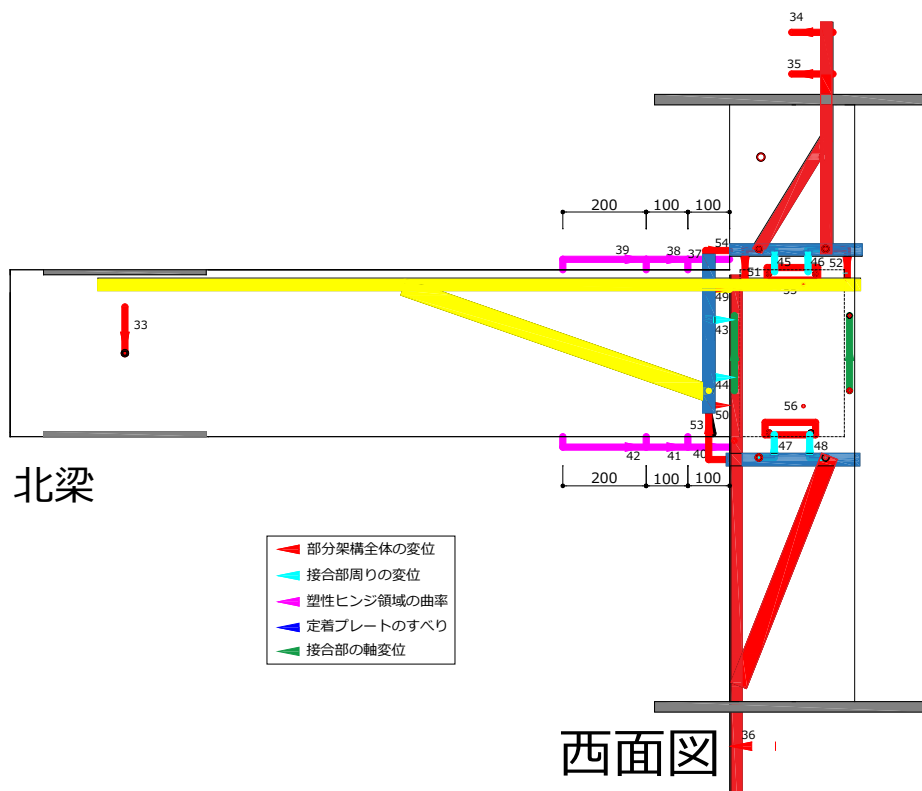 34
35
200 100 100
39 38 37 54
45 46 52
51
55
49
33
43
44
50
56
53
42 41 40
47 48
200 100 100
北梁
部分架構全体の変位
接合部周りの変位
塑性ヒンジ領域の曲率
定着プレートのすべり
接合部の軸変位
西面図
36